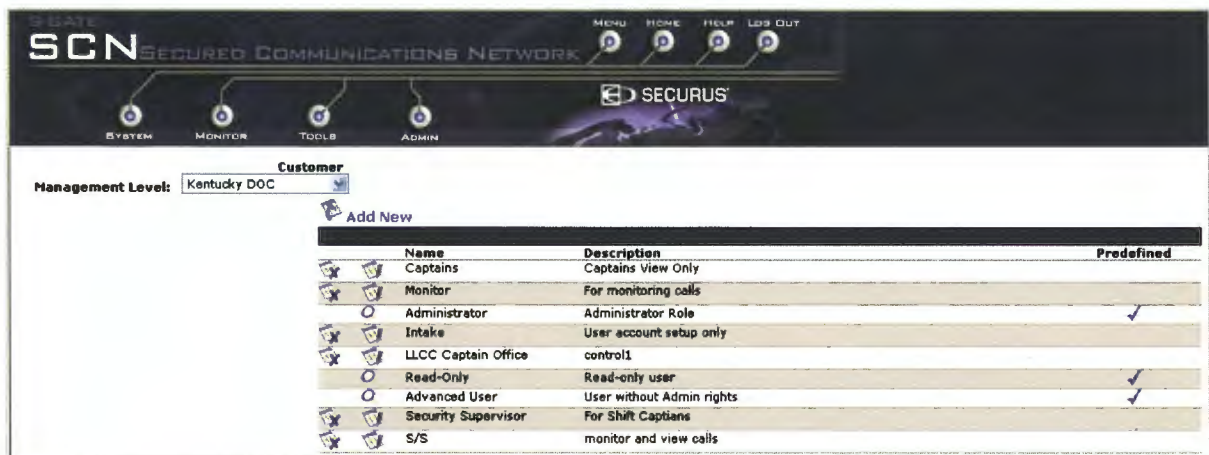 S-GATE
SCN SECURED COMMUNICATIONS NETWORK
MENU HOME HELP LOG OUT
SECURUS
SYSTEM MONITOR TOOLS ADMIN
Customer
Management Level: Kentucky DOC
Add New
Name Description Predefined
Captains Captains View Only
Monitor For monitoring calls
Administrator Administrator Role
Intake User account setup only
LLCC Captain Office control1
Read-Only Read-only user
Advanced User User without Admin rights
Security Supervisor For Shift Captians
S/S monitor and view calls